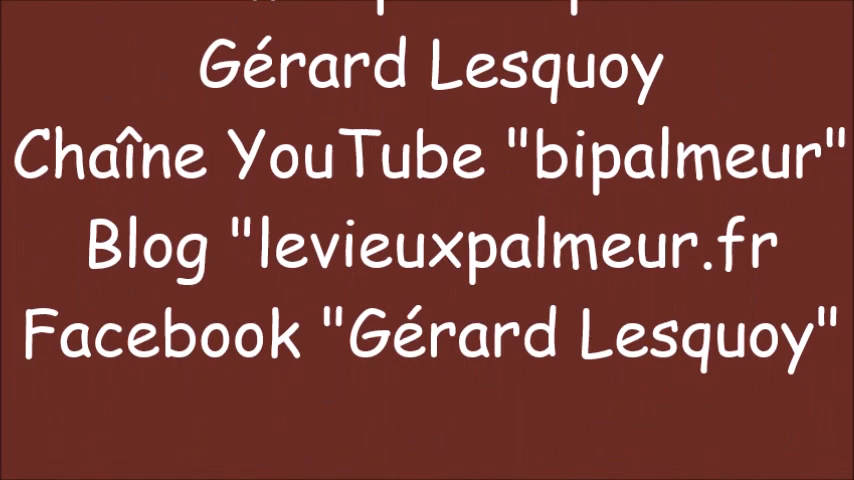 Gérard Lesquoy
Chaîne YouTube "bipalmeur"
Blog "levieuxpalmeur.fr
Facebook "Gérard Lesquoy"